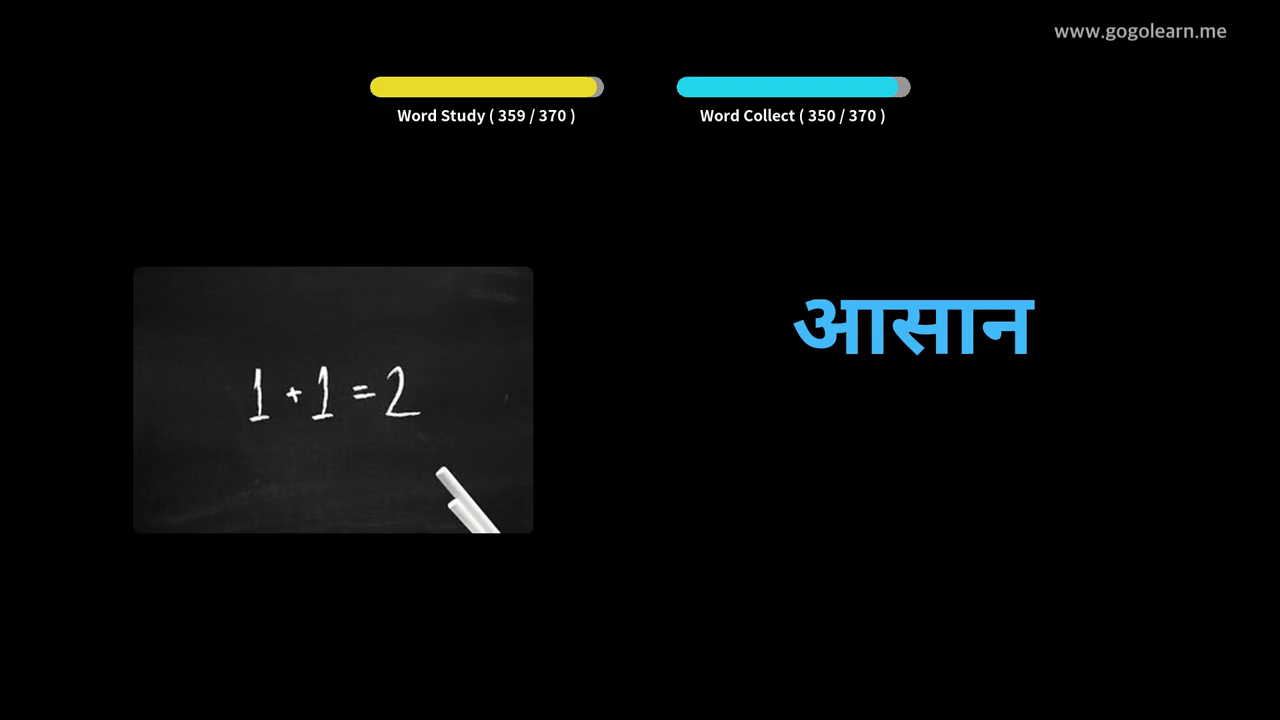 www.gogolearn.me
Word Study ( 359 / 370 )
Word Collect ( 350 / 370 )
1 + 1 = 2
आसान